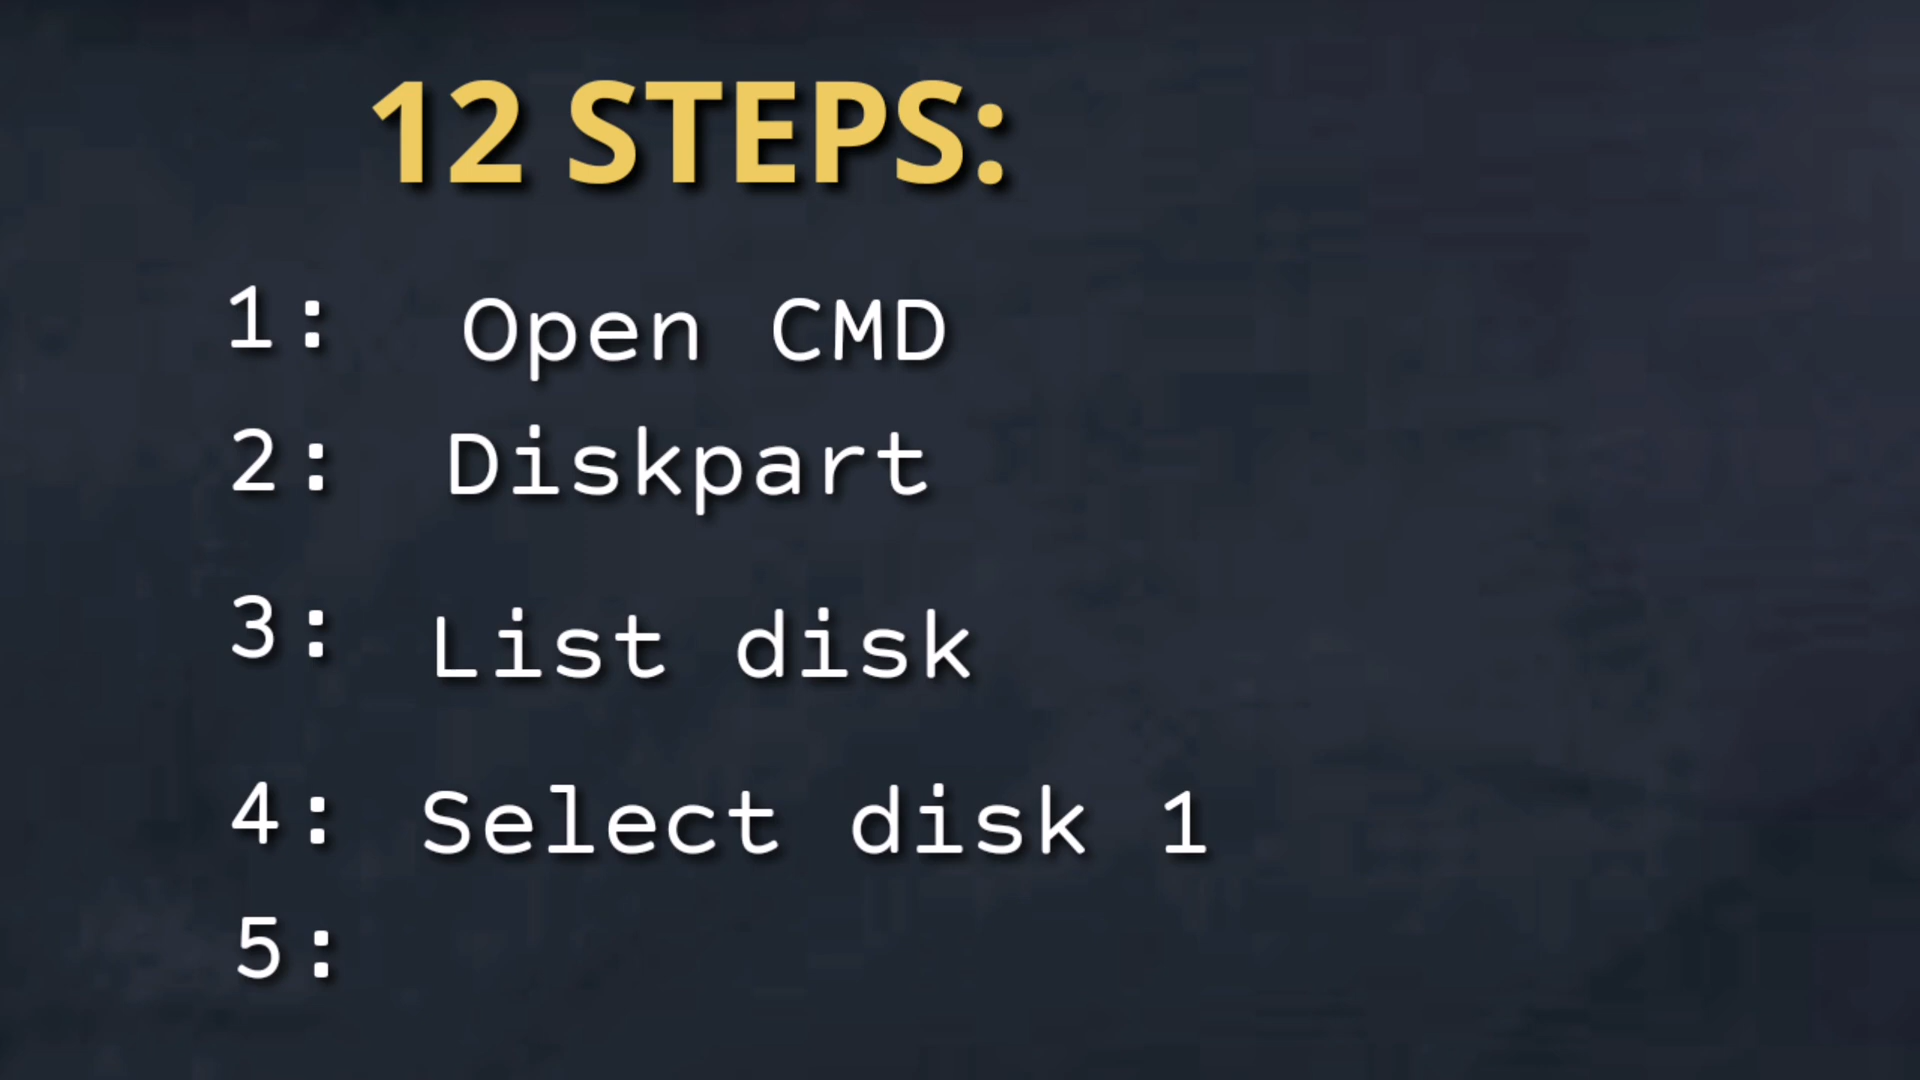 12 STEPS:
1: Open CMD
2: Diskpart
3: List disk
4: Select disk 1
5: